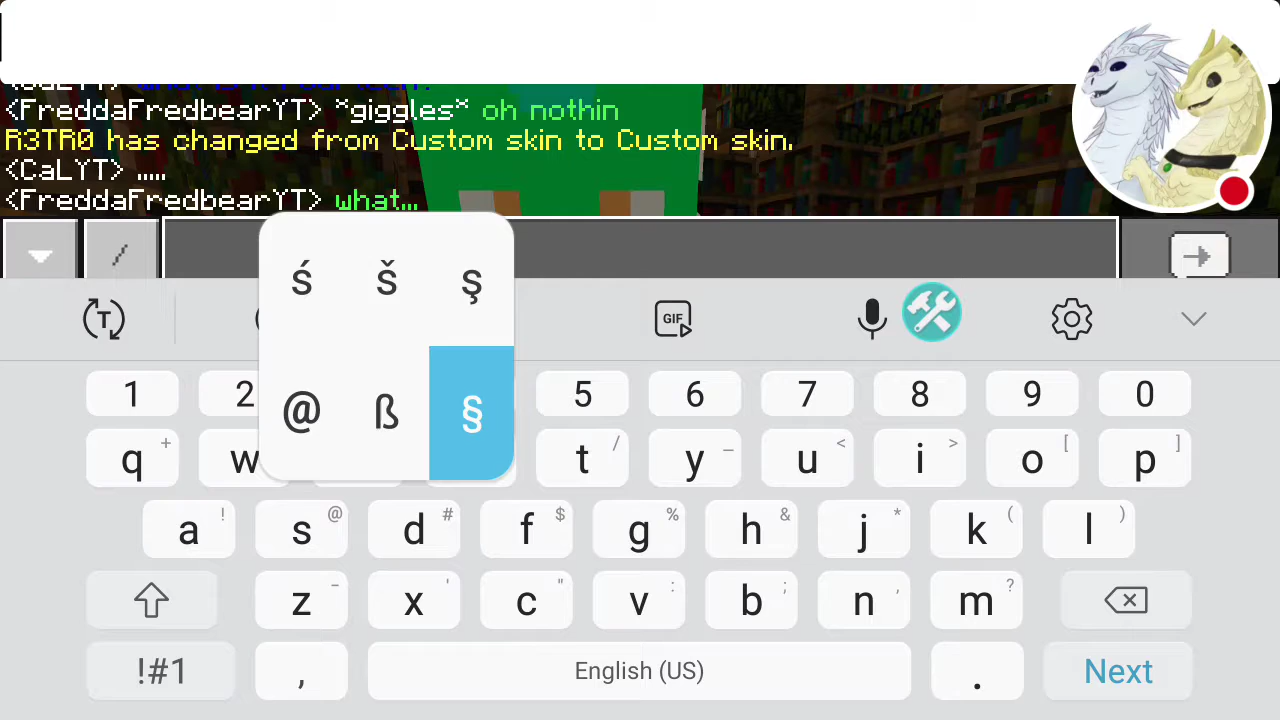 <FreddaFredbearYT> *giggles* oh nothin
R3TR0 has changed from Custom skin to Custom skin.
<CaLYT> .....
<FreddaFredbearYT> what...
/
ś š ş
@ ß §
T GIF
1 2 5 6 7 8 9 0
q + w t / y – u < i > o [ p ]
a ! s @ d # f $ g % h & j * k ( l )
z - x ' c " v : b ; n , m ?
!#1 , English (US) . Next